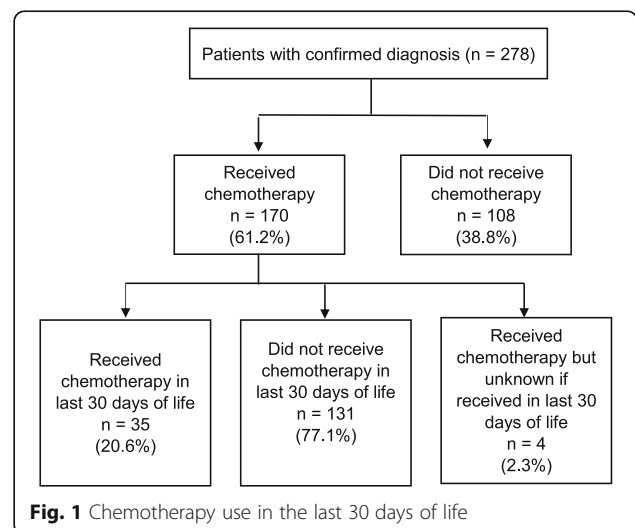 Patients with confirmed diagnosis (n = 278)
Received
chemotherapy
n = 170
(61.2%)
Did not receive
chemotherapy
n = 108
(38.8%)
Received
chemotherapy in
last 30 days of life
n = 35
(20.6%)
Did not receive
chemotherapy in
last 30 days of life
n = 131
(77.1%)
Received
chemotherapy but
unknown if
received in last 30
days of life
n = 4
(2.3%)
Fig. 1 Chemotherapy use in the last 30 days of life